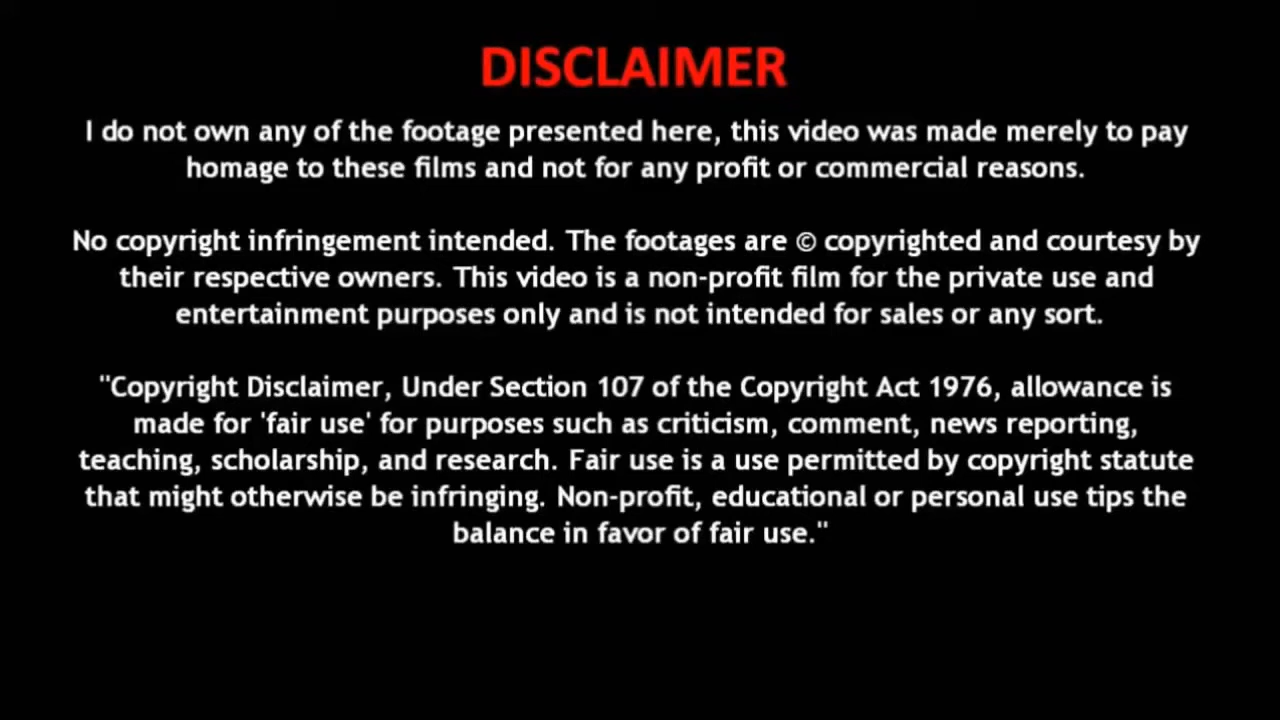 DISCLAIMER
I do not own any of the footage presented here, this video was made merely to pay
homage to these films and not for any profit or commercial reasons.
No copyright infringement intended. The footages are © copyrighted and courtesy by
their respective owners. This video is a non-profit film for the private use and
entertainment purposes only and is not intended for sales or any sort.
"Copyright Disclaimer, Under Section 107 of the Copyright Act 1976, allowance is
made for 'fair use' for purposes such as criticism, comment, news reporting,
teaching, scholarship, and research. Fair use is a use permitted by copyright statute
that might otherwise be infringing. Non-profit, educational or personal use tips the
balance in favor of fair use."